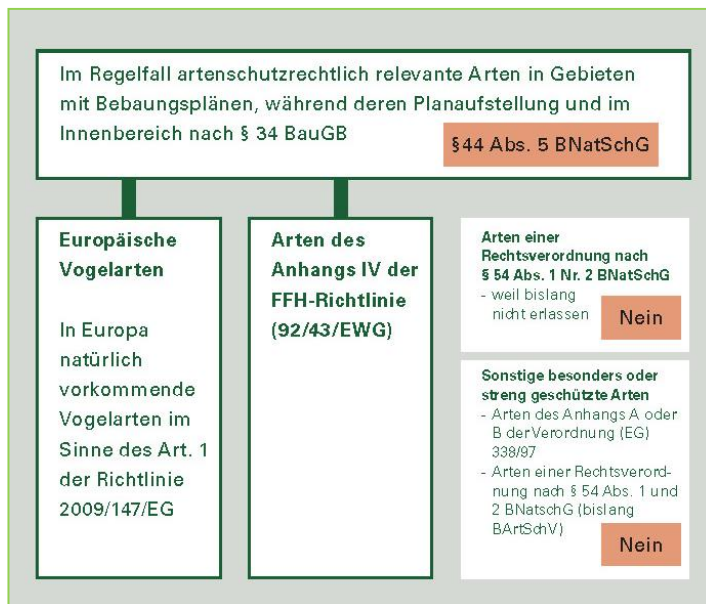 Im Regelfall artenschutzrechtlich relevante Arten in Gebieten
mit Bebaungsplänen, während deren Planaufstellung und im
Innenbereich nach § 34 BauGB
§44 Abs. 5 BNatSchG
Europäische
Vogelarten
In Europa
natürlich
vorkommende
Vogelarten im
Sinne des Art. 1
der Richtlinie
2009/147/EG
Arten des
Anhangs IV der
FFH-Richtlinie
(92/43/EWG)
Arten einer
Rechtsverordnung nach
§ 54 Abs. 1 Nr. 2 BNatSchG
- weil bislang
nicht erlassen
Nein
Sonstige besonders oder
streng geschützte Arten
- Arten des Anhangs A oder
B der Verordnung (EG)
338/97
- Arten einer Rechtsverord-
nung nach § 54 Abs. 1 und
2 BNatschG (bislang
BArtSchV)
Nein